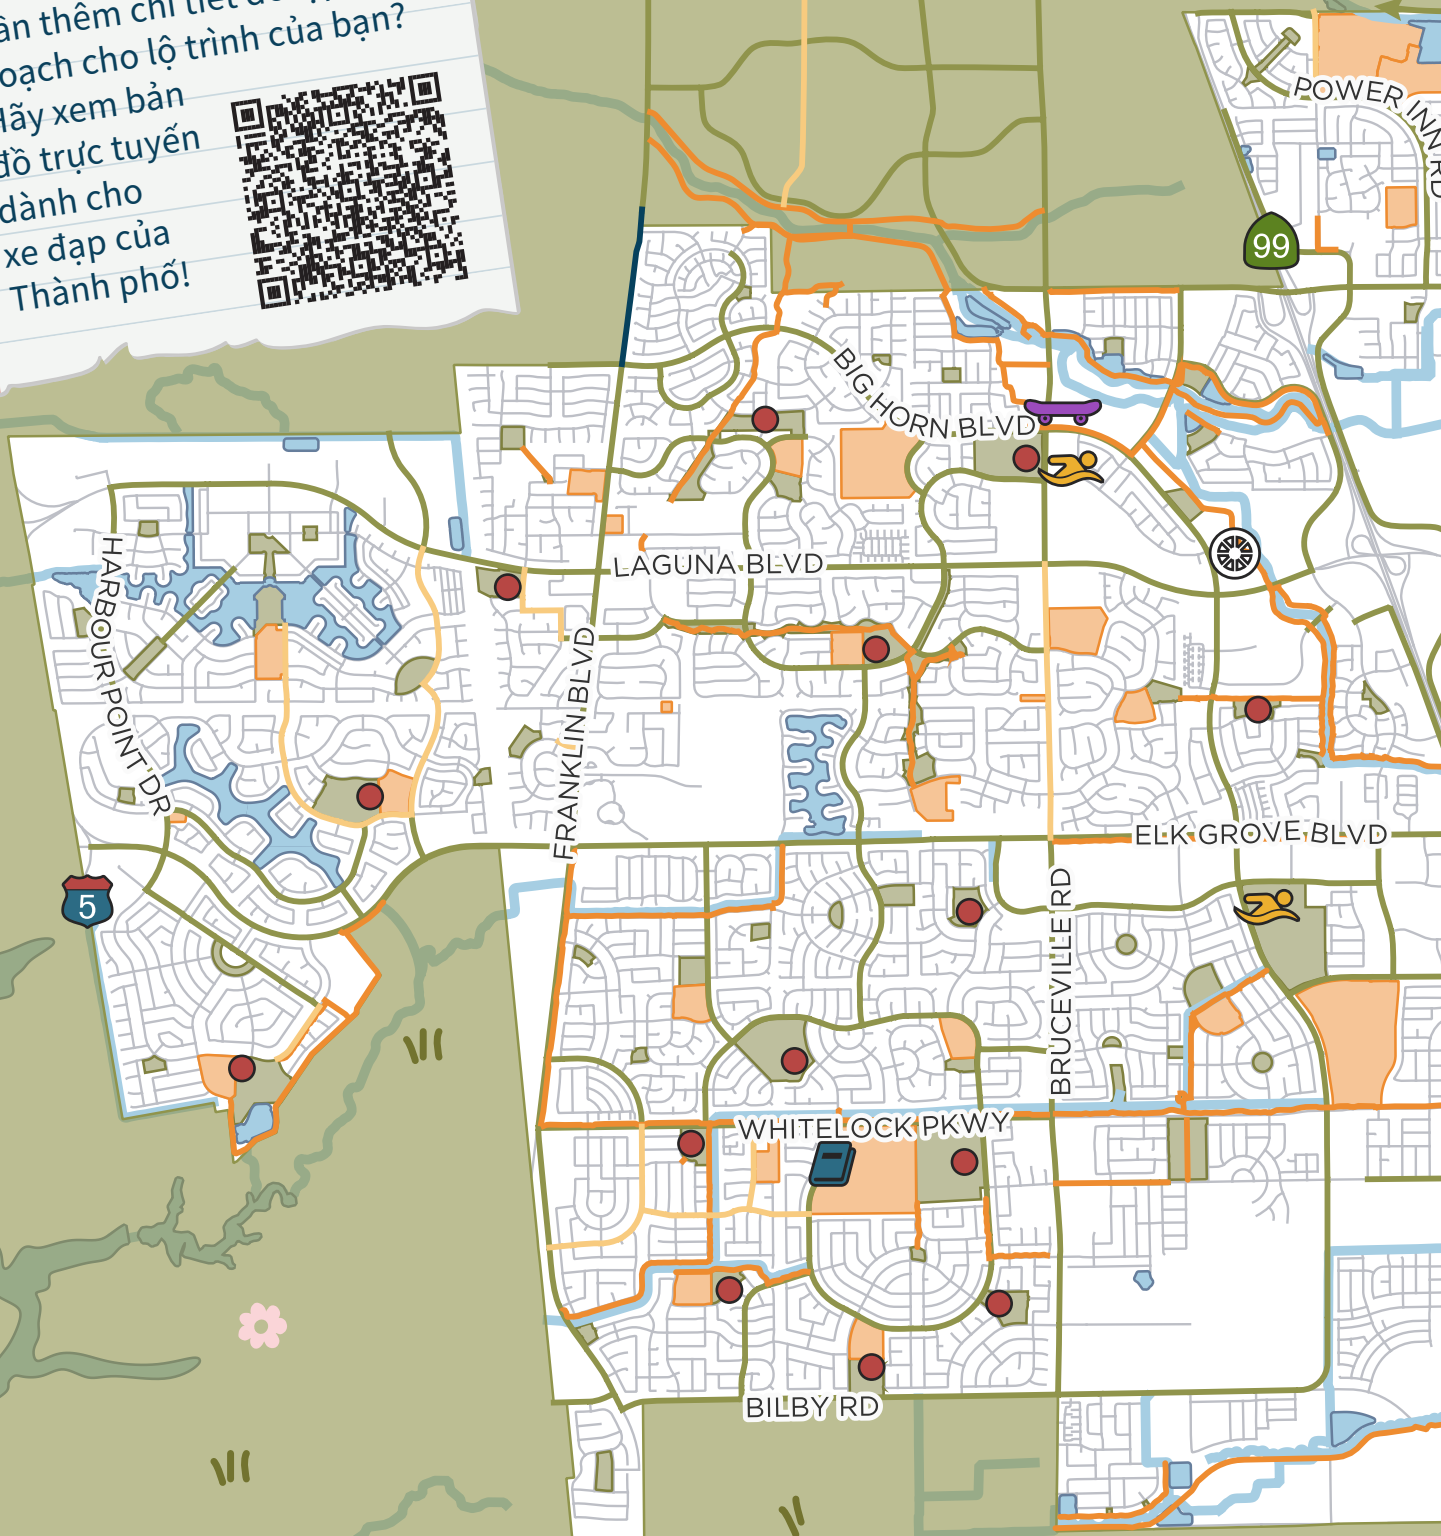 thêm chi tiết
cho lộ trình của bạn?
Hãy xem bản
đồ trực tuyến
dành cho
xe đạp của
Thành phố!
POWER INN RD
99
BIG HORN BLVD
LAGUNA BLVD
HARBOUR POINT DR
FRANKLIN BLVD
ELK GROVE BLVD
5
BRUCEVILLE RD
WHITELOCK PKWY
BILBY RD